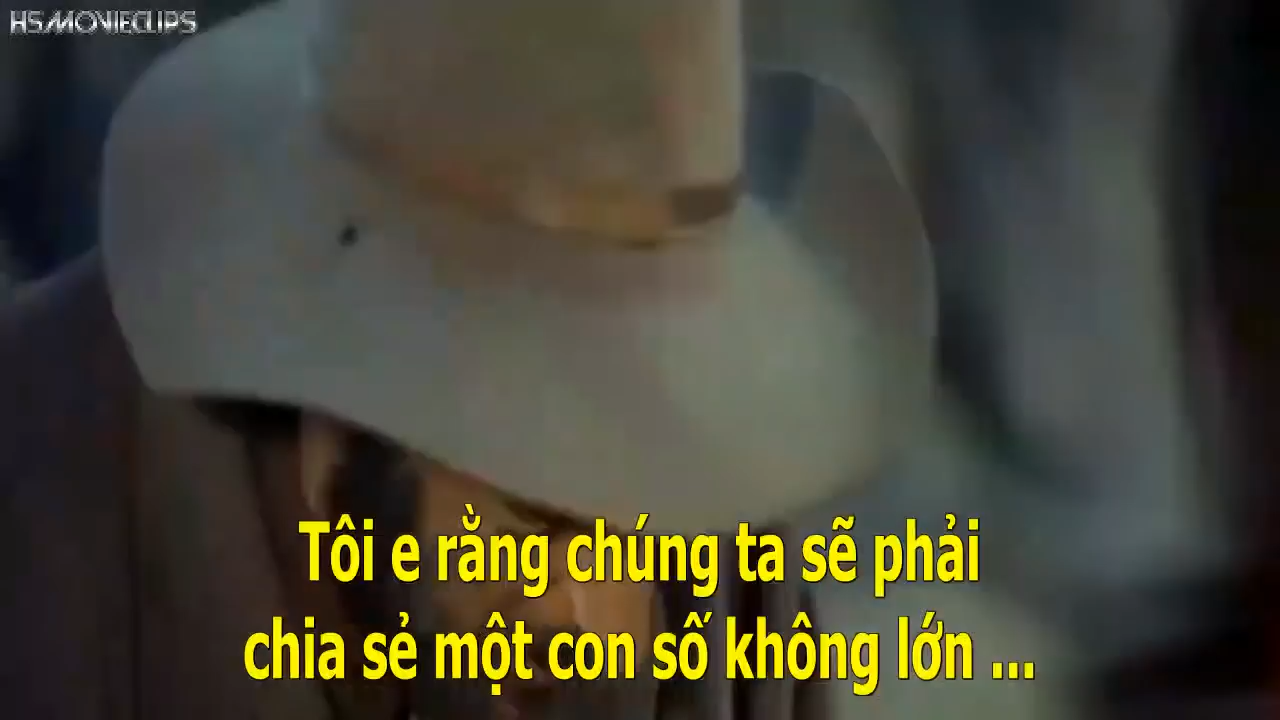 HSMOVIECLIPS
Tôi e rằng chúng ta sẽ phải
chia sẻ một con số không lớn ...